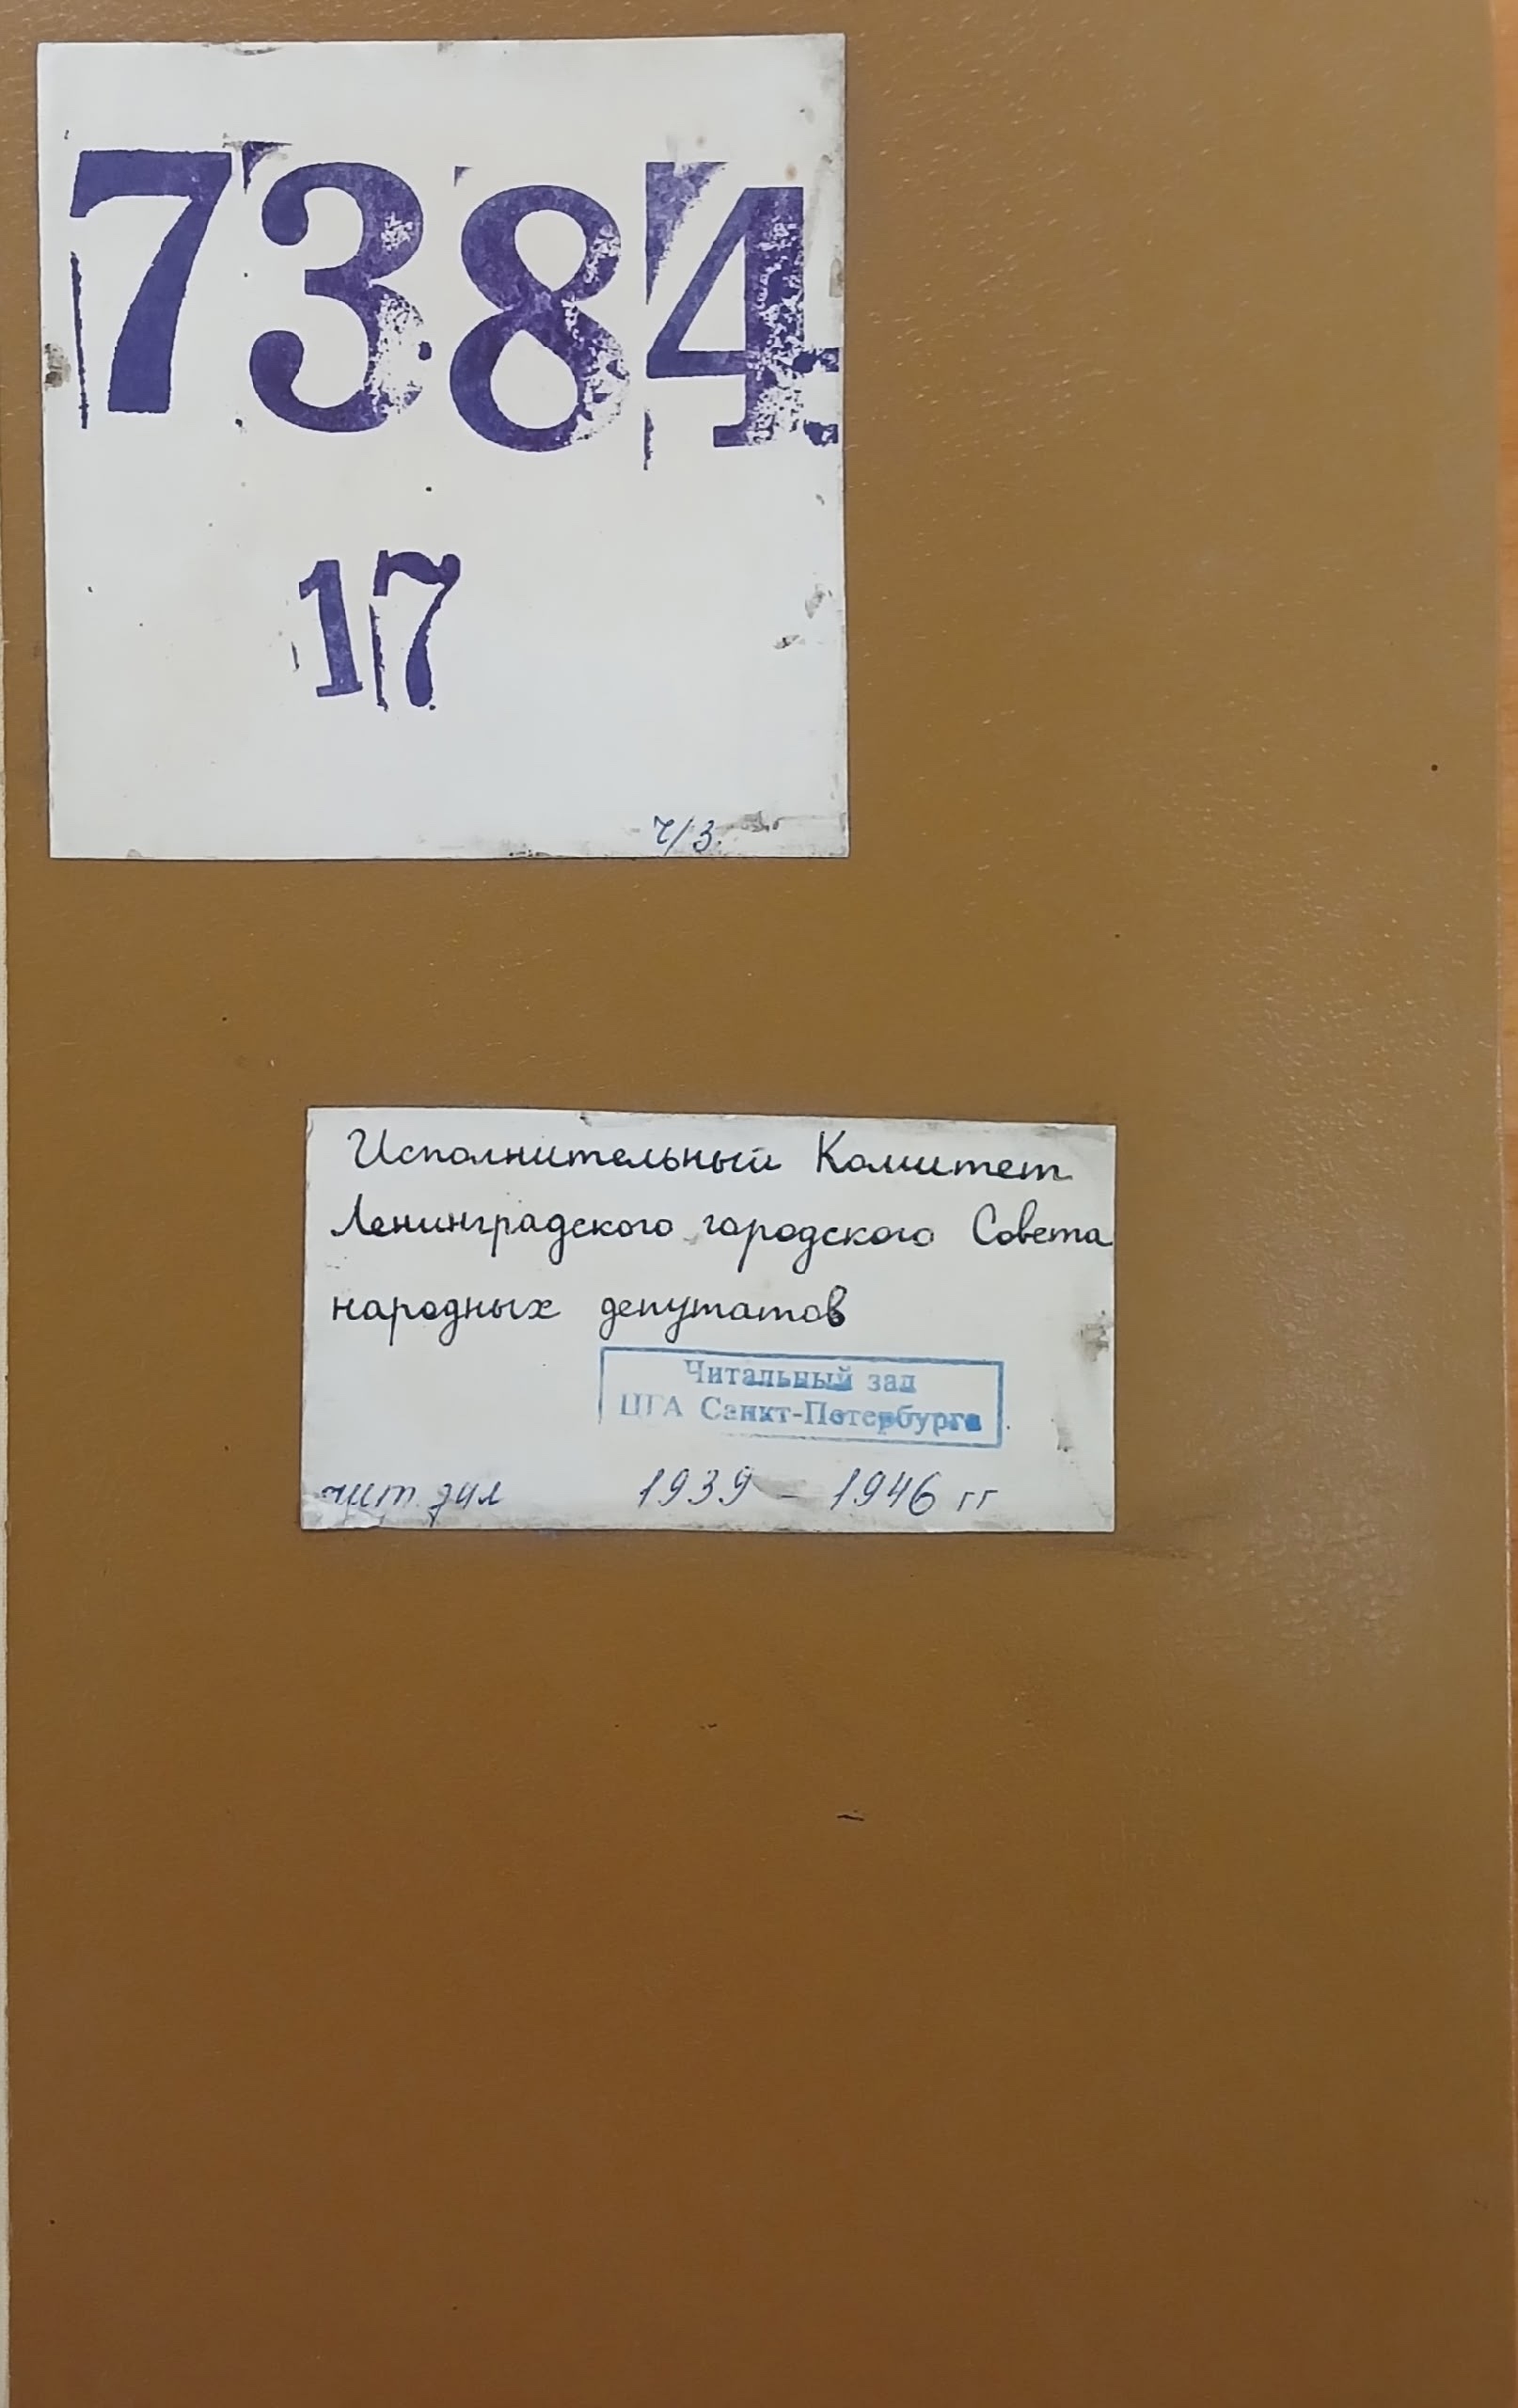 7384
17
ч/з.
Исполнительный Комитет
Ленинградского городского Совета
народных депутатов
Читальный зал
ЦГА Санкт-Петербурга
чит. зал 1939 – 1946 гг